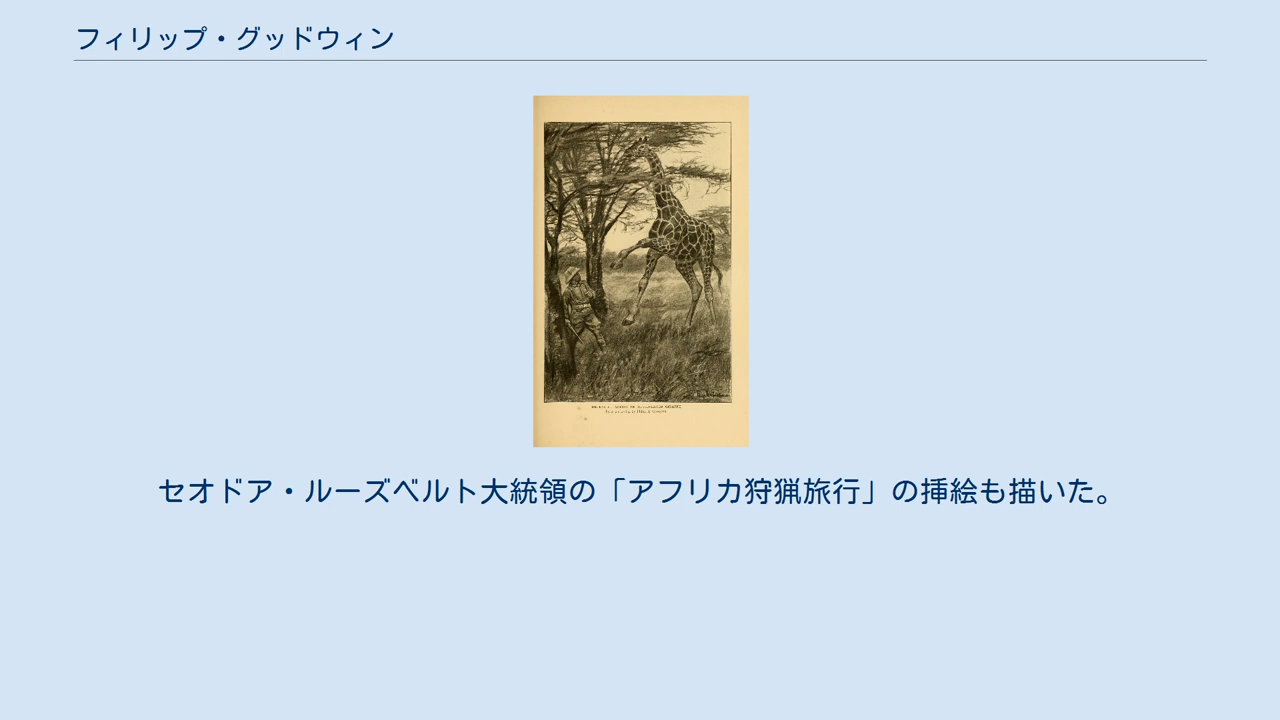 フィリップ・グッドウィン
セオドア・ルーズベルト大統領の「アフリカ狩猟旅行」の挿絵も描いた。